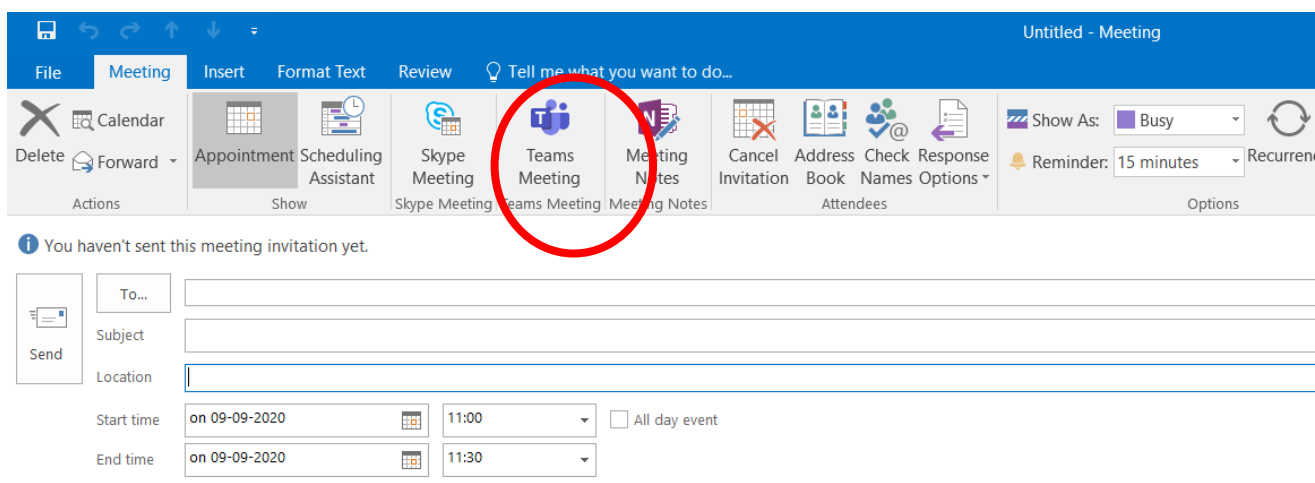 Untitled - Meeting
File Meeting Insert Format Text Review Tell me what you want to do...
Delete Calendar Forward Appointment Scheduling Assistant Skype Meeting Teams Meeting Meeting Notes Cancel Invitation Address Book Check Names Response Options Show As: Busy Reminder: 15 minutes
Actions Show Skype Meeting Teams Meeting Meeting Notes Attendees Options
You haven't sent this meeting invitation yet.
To...
Subject
Send
Location
Start time on 09-09-2020 11:00 All day event
End time on 09-09-2020 11:30